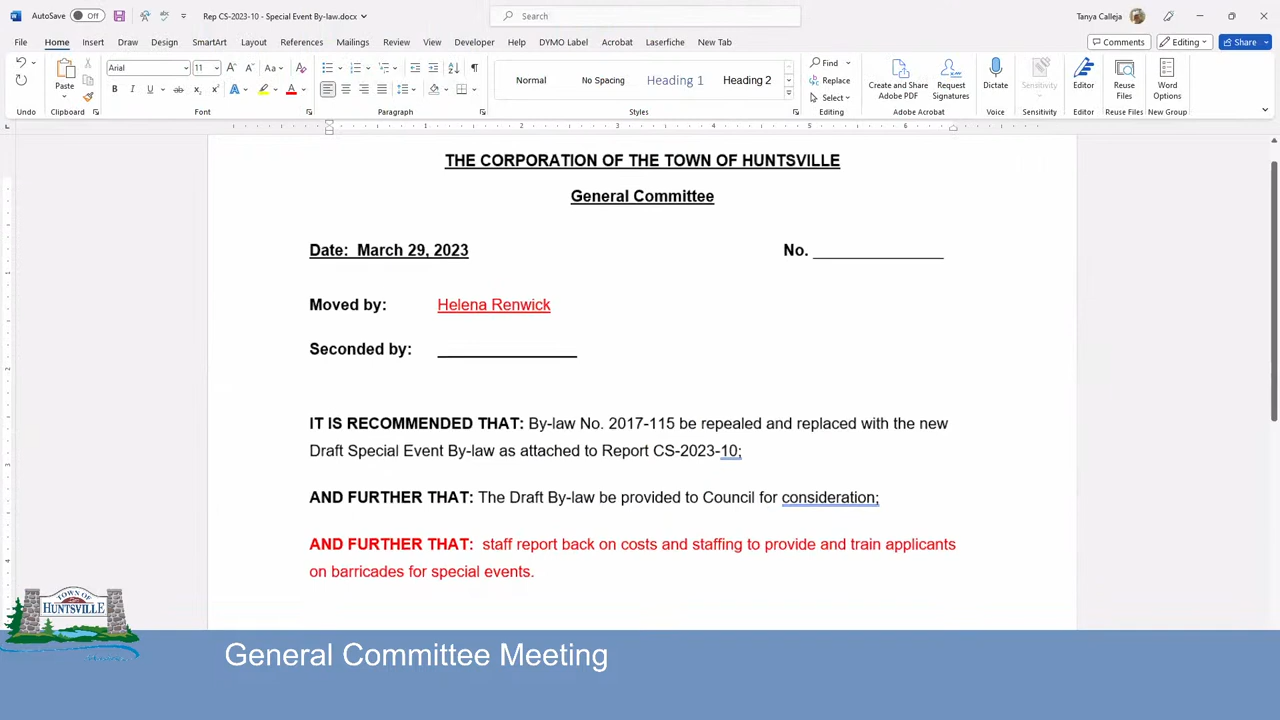 AutoSave Off Rep CS-2023-10 - Special Event By-law.docx Search Tanya Calleja
File Home Insert Draw Design SmartArt Layout References Mailings Review View Developer Help DYMO Label Acrobat Laserfiche New Tab Comments Editing Share
Arial 11 Normal No Spacing Heading 1 Heading 2
Paste Find Replace Select
Create and Share Adobe PDF Request Signatures Dictate Sensitivity Editor Reuse Files Word Options
Undo Clipboard Font Paragraph Styles Editing Adobe Acrobat Voice Sensitivity Editor Reuse Files New Group
THE CORPORATION OF THE TOWN OF HUNTSVILLE
General Committee
Date: March 29, 2023 No. _______________
Moved by: Helena Renwick
Seconded by: ________________
IT IS RECOMMENDED THAT: By-law No. 2017-115 be repealed and replaced with the new
Draft Special Event By-law as attached to Report CS-2023-10;
AND FURTHER THAT: The Draft By-law be provided to Council for consideration;
AND FURTHER THAT: staff report back on costs and staffing to provide and train applicants
on barricades for special events.
TOWN OF
HUNTSVILLE
General Committee Meeting